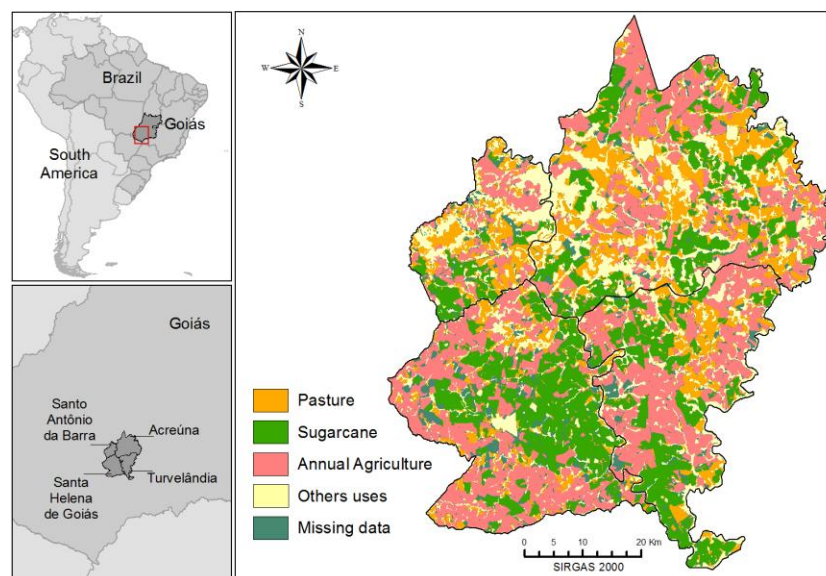 Brazil
Goiás
South
America
Goiás
Santo
Antônio
da Barra
Acreúna
Santa
Helena
de Goiás
Turvelândia
N
W
E
S
Pasture
Sugarcane
Annual Agriculture
Others uses
Missing data
0 5 10 20 Km
SIRGAS 2000